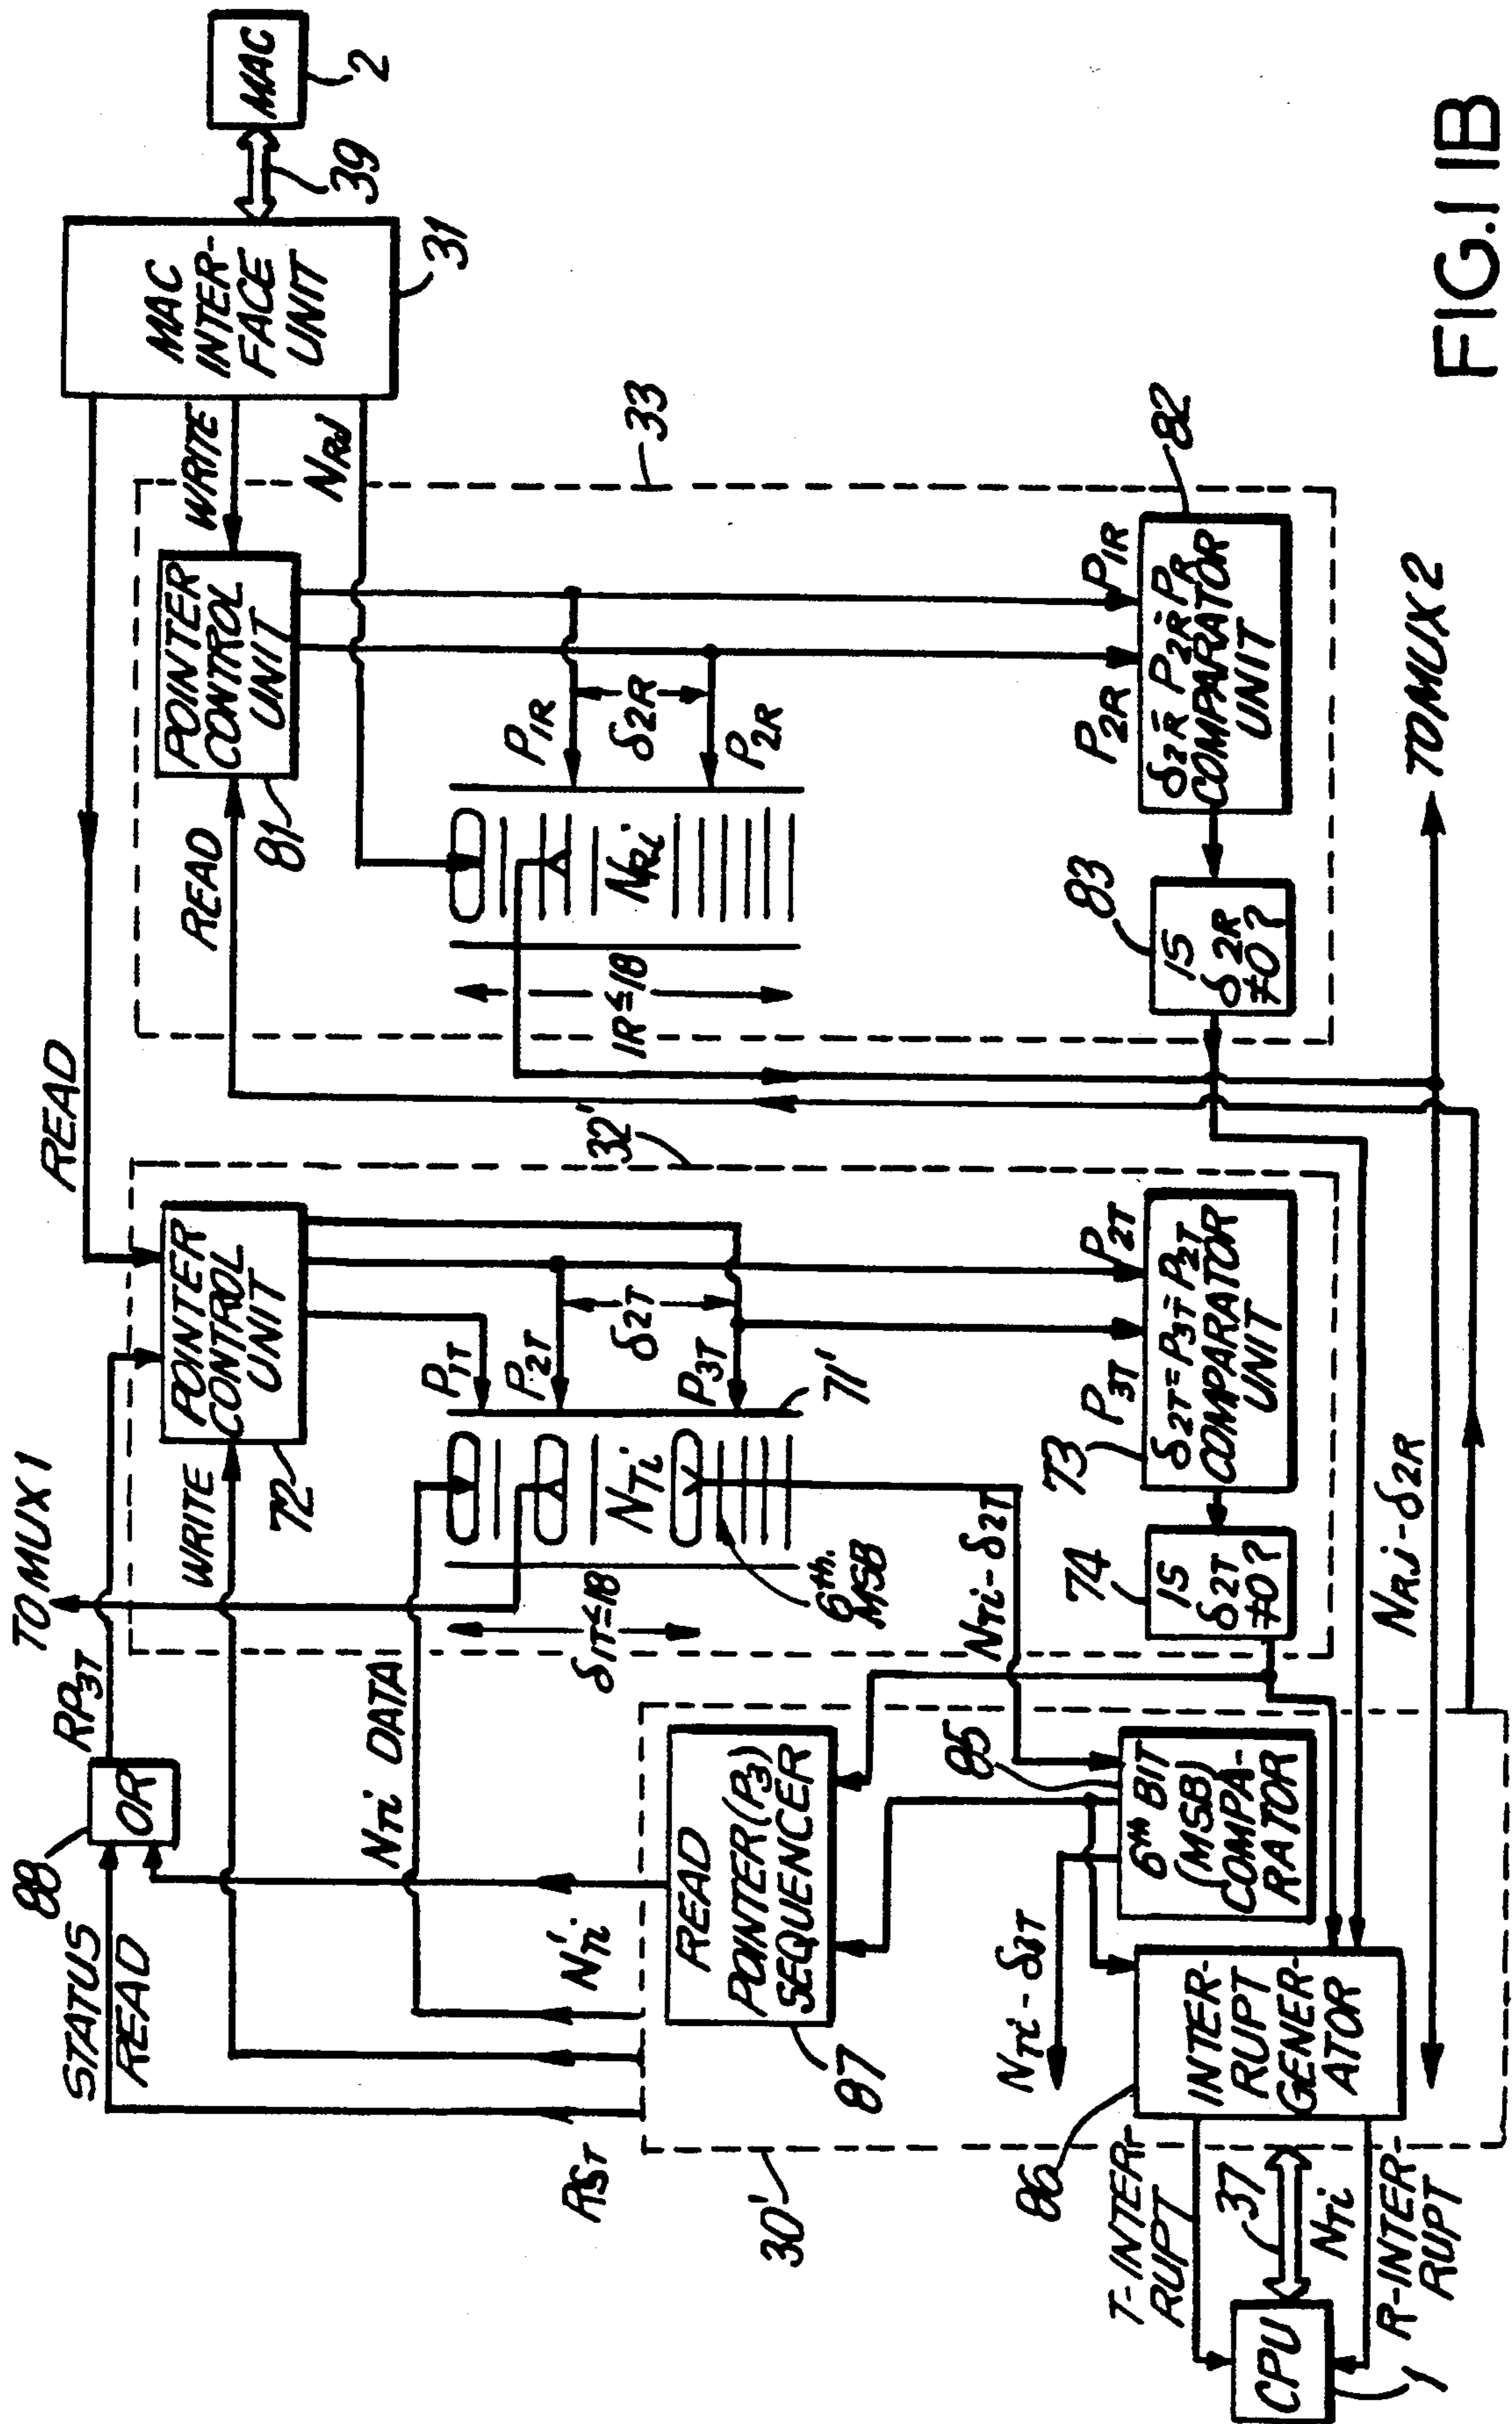 TO MUX 1
88
OR
RP3T
STATUS
READ
READ
WRITE
POINTER
CONTROL
UNIT
72
32'
NTi DATA
N'Ti
RST
P1T
P2T
P3T
δ2T
71'
NTi
δ1T≤18
6th.
MSB
NTi-δ2T
P3T
P2T
73
δ2T=P3T-P2T
COMPARATOR
UNIT
74
IS
δ2T
≠0?
READ
POINTER(P3)
SEQUENCER
87
85
6th BIT
(MSB)
COMPA-
RATOR
NTi-δ3T
30'
86
INTER-
RUPT
GENER-
ATOR
T-INTER
RUPT
37
NTi
R-INTER-
RUPT
CPU
1
NRj-δ2R
TO MUX 2
READ
81
POINTER
CONTROL
UNIT
WRITE
NRj
33
P1R
δ2R
P2R
NRi
1R≤18
P2R
P1R
82
δ2R=P2R-PR
COMPARATOR
UNIT
83
IS
δ2R
≠0?
MAC
INTER-
FACE
UNIT
31
39
MAC
2
FIG.11B